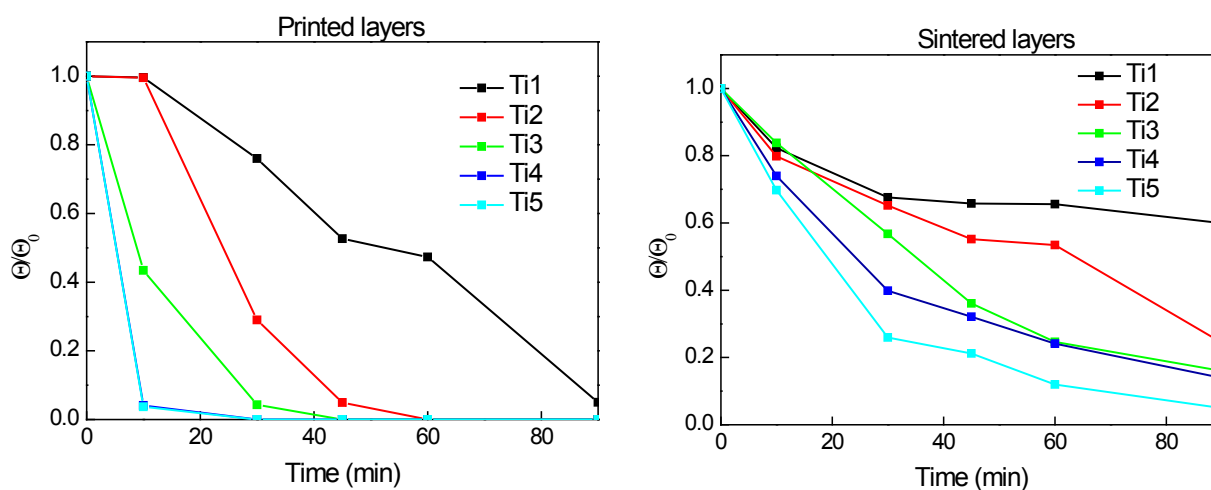 Printed layers
Θ/Θ0
1.0
0.8
0.6
0.4
0.2
0.0
Ti1
Ti2
Ti3
Ti4
Ti5
0 20 40 60 80
Time (min)
Sintered layers
Θ/Θ0
1.0
0.8
0.6
0.4
0.2
0.0
Ti1
Ti2
Ti3
Ti4
Ti5
0 20 40 60 80
Time (min)